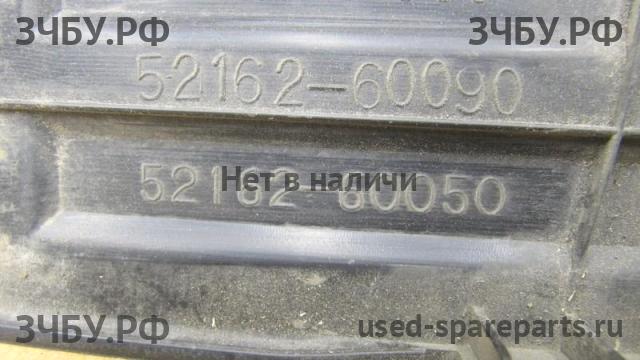 ЗЧБУ.РФ ЗЧБУ.РФ
52162-60090
52162-60050
Нет в наличи
ЗЧБУ.РФ used-spareparts.ru